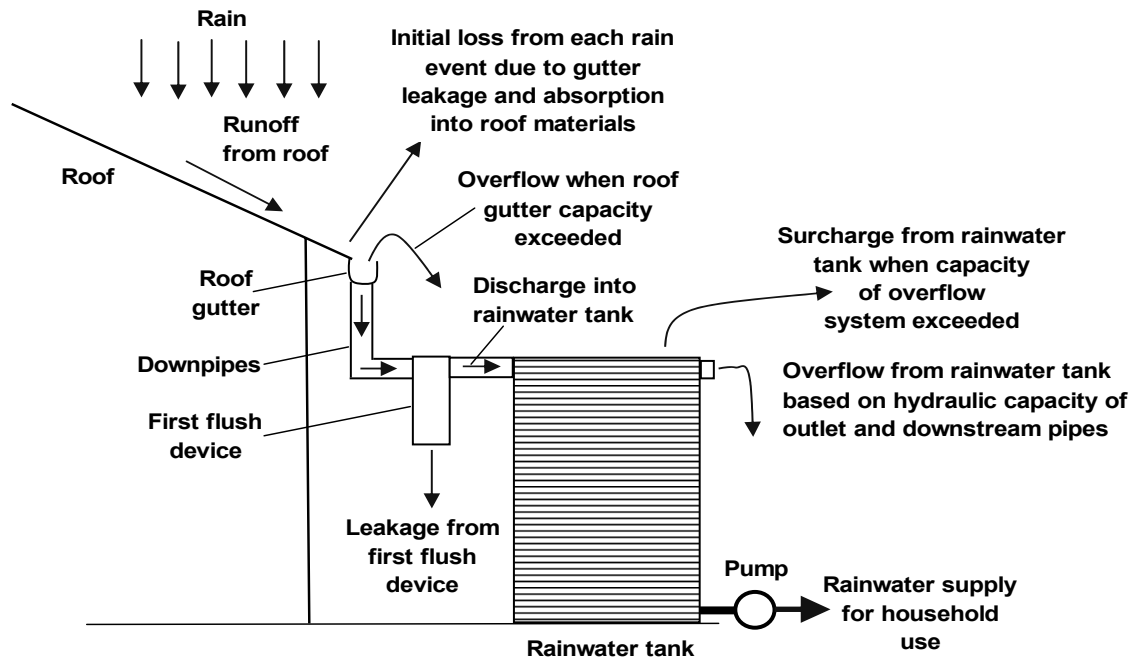 Rain
Initial loss from each rain
event due to gutter
leakage and absorption
into roof materials
Runoff
from roof
Roof
Overflow when roof
gutter capacity
exceeded
Surcharge from rainwater
tank when capacity
of overflow
system exceeded
Roof
gutter
Discharge into
rainwater tank
Downpipes
Overflow from rainwater tank
based on hydraulic capacity of
outlet and downstream pipes
First flush
device
Leakage from
first flush
device
Pump
Rainwater supply
for household
use
Rainwater tank